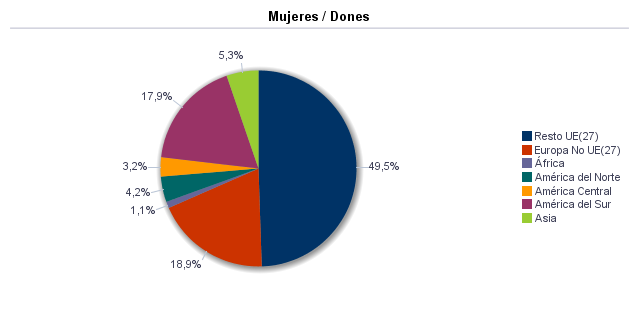 Mujeres / Dones
5,3%
17,9%
3,2%
4,2%
1,1%
18,9%
49,5%
Resto UE(27)
Europa No UE(27)
África
América del Norte
América Central
América del Sur
Asia